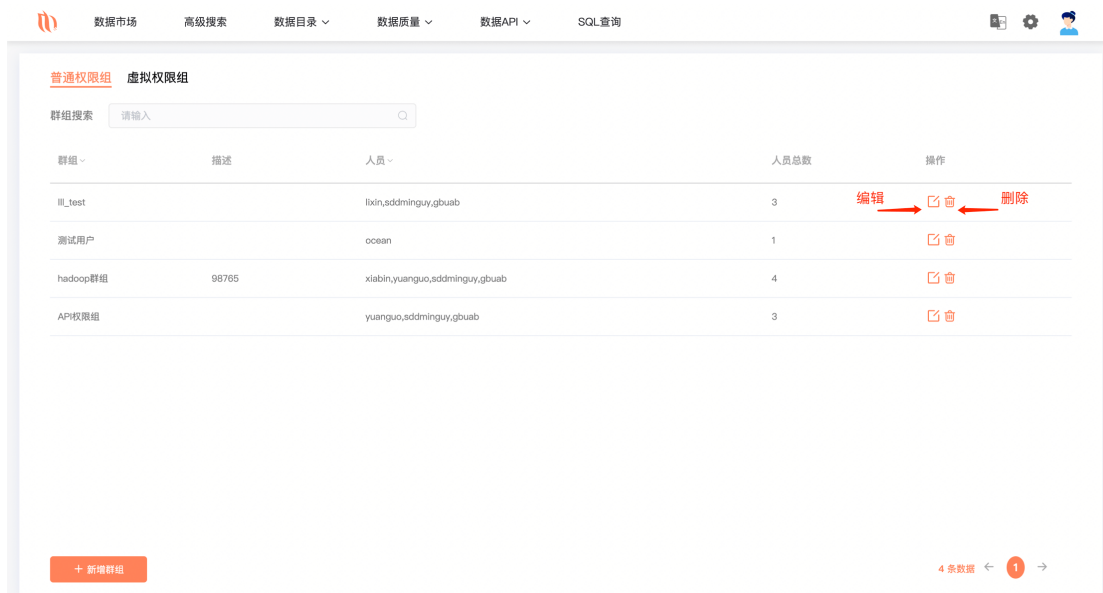 数据市场 高级搜索 数据目录 数据质量 数据API SQL查询
普通权限组 虚拟权限组
群组搜索 请输入
群组 描述 人员 人员总数 操作
lll_test lixin,sddminguy,gbuab 3 编辑 删除
测试用户 ocean 1
hadoop群组 98765 xiabin,yuanguo,sddminguy,gbuab 4
API权限组 yuanguo,sddminguy,gbuab 3
+ 新增群组 4 条数据 ← 1 →